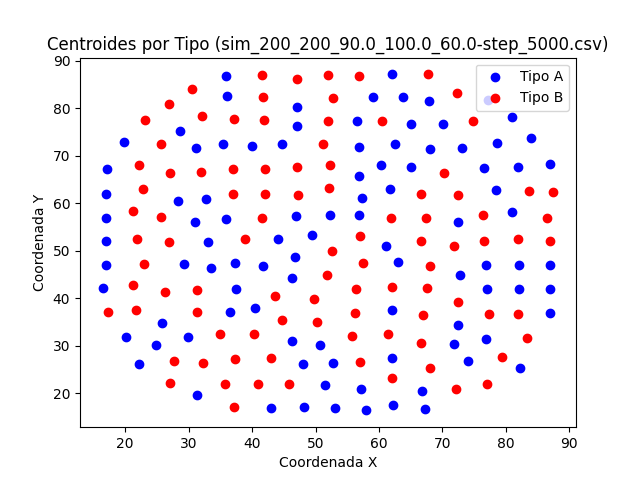 Centroides por Tipo (sim_200_200_90.0_100.0_60.0-step_5000.csv)
90
80
70
60
50
40
30
20
Coordenada Y
Tipo A
Tipo B
20 30 40 50 60 70 80 90
Coordenada X